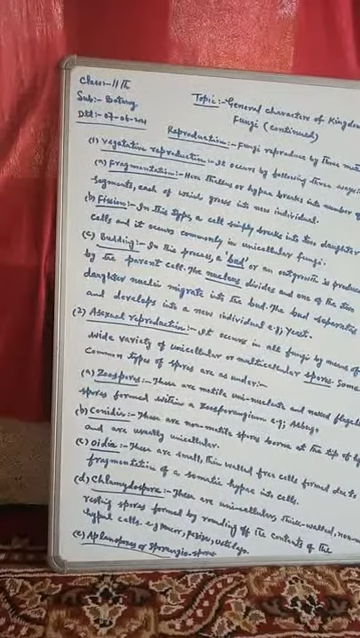 Class:- 11th
Sub:- Botany
Topic:- General characters of Kingdom
Fungi (continued)
Reproduction:- Fungi reproduce by three
(1) Vegetative reproduction:- It occurs by following three
(a) Fragmentation:- Here thallus or hyphae breaks into number of
segments, each of which grows into new individual.
(b) Fission:- In this type, a cell simply breaks into two daughter
cells and it occurs commonly in unicellular fungi.
(c) Budding:- In this process, a 'bud' or an outgrowth is produced
by the parent cell. The nucleus divides and one of the two
daughter nuclei migrate into the bud. The bud separates
and develops into a new individual e.g; Yeast.
(2) Asexual reproduction:- It occurs in all fungi by means of
wide variety of unicellular or multicellular spores. Some
common types of spores are as under:-
(a) Zoospores:- These are motile uni-nucleate and naked
spores formed within a Zoosporangium e.g;
(b) Conidia:- These are non-motile spores borne at the tip of
and are usually unicellular.
(c) Oidia:- These are small, thin walled free cells formed due to
fragmentation of a somatic hypha into cells.
(d) Chlamydospore:- These are unicellular, thick-walled,
resting spores formed by rounding off the contents of the
hyphal cells. e.g mucor,
(e) Aplanospores or Sporangio-spores